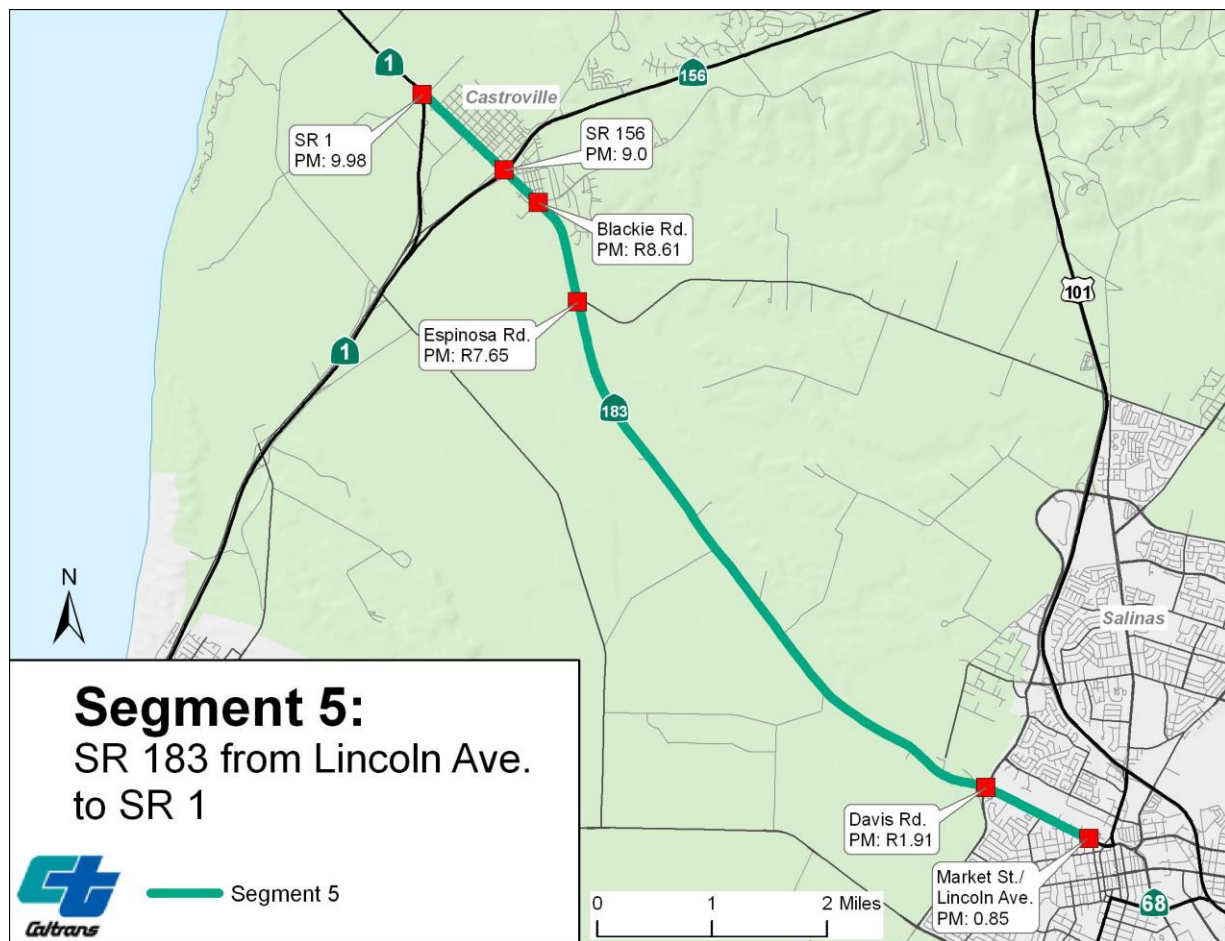 1
156
Castroville
SR 1
PM: 9.98
SR 156
PM: 9.0
Blackie Rd.
PM: R8.61
101
Espinosa Rd.
PM: R7.65
1
183
N
Salinas
Segment 5:
SR 183 from Lincoln Ave.
to SR 1
Davis Rd.
PM: R1.91
Market St./
Lincoln Ave.
PM: 0.85
68
Ct
Caltrans
Segment 5
0 1 2 Miles